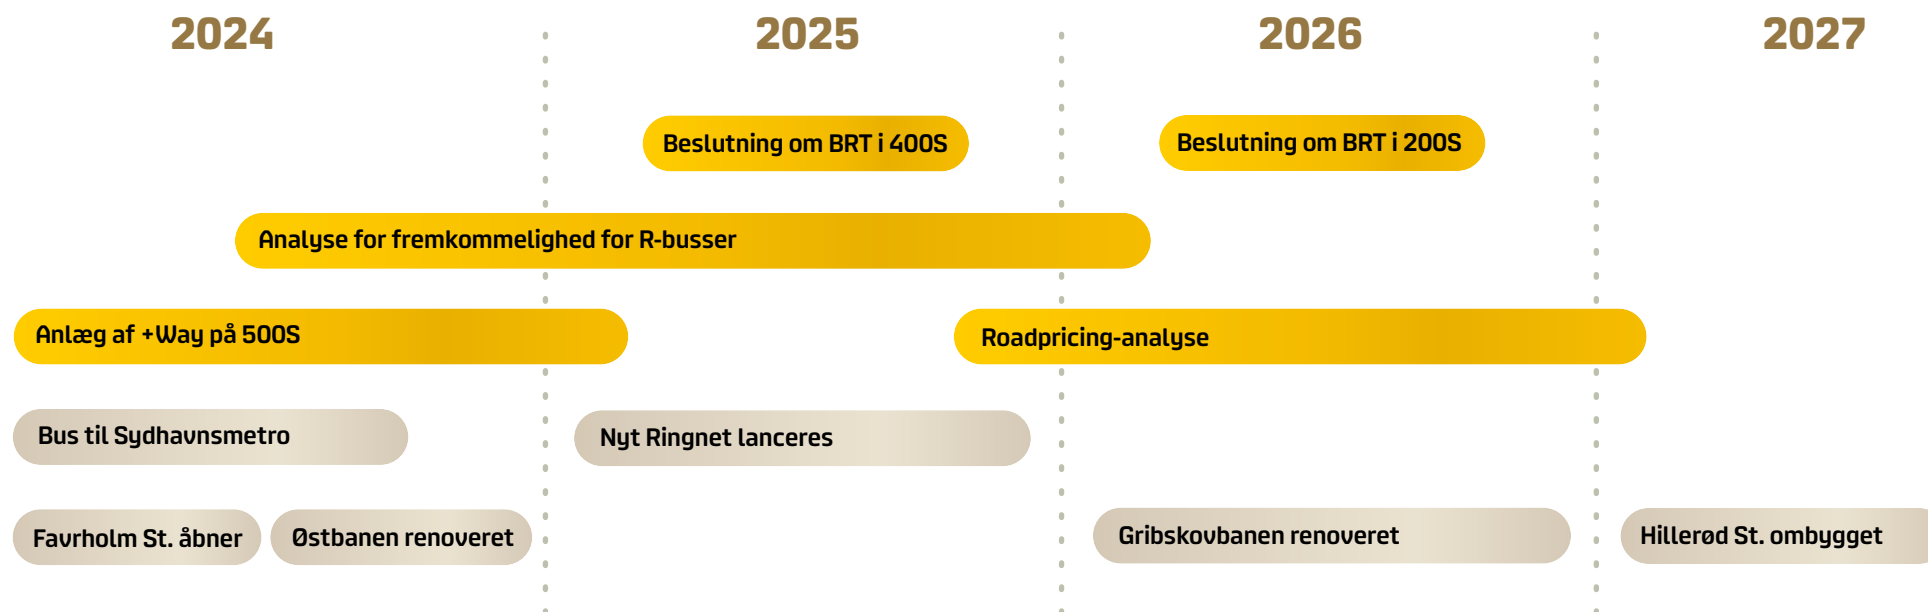 2024
2025
2026
2027
Beslutning om BRT i 400S
Beslutning om BRT i 200S
Analyse for fremkommelighed for R-busser
Anlæg af +Way på 500S
Roadpricing-analyse
Bus til Sydhavnsmetro
Nyt Ringnet lanceres
Favrholm St. åbner
Østbanen renoveret
Gribskovbanen renoveret
Hillerød St. ombygget